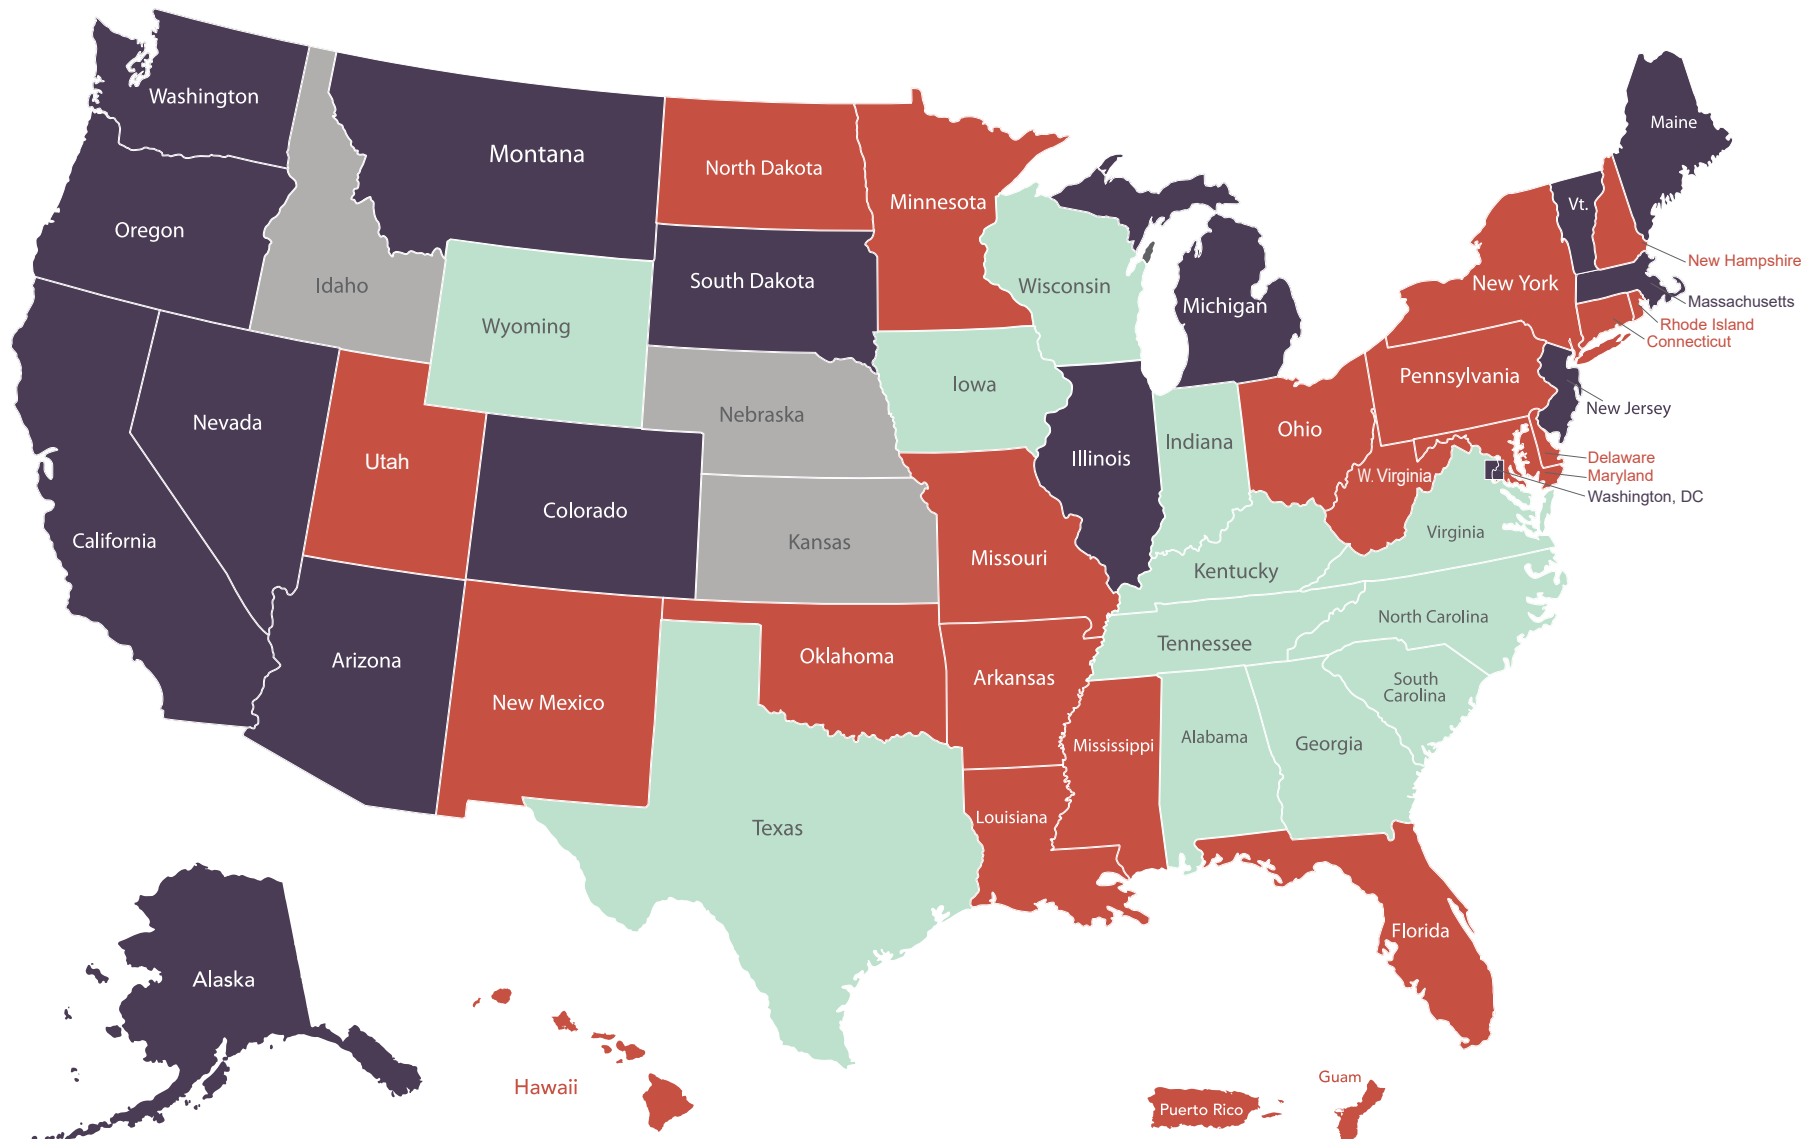 Washington
Montana
Maine
North Dakota
Minnesota
Vt.
Oregon
New Hampshire
South Dakota
Idaho
Wisconsin
New York
Massachusetts
Michigan
Rhode Island
Wyoming
Connecticut
Pennsylvania
Iowa
New Jersey
Nebraska
Nevada
Ohio
Indiana
Utah
Illinois
Delaware
W. Virginia
Maryland
Washington, DC
Colorado
Virginia
California
Kansas
Missouri
Kentucky
North Carolina
Tennessee
Arizona
Oklahoma
Arkansas
South
Carolina
New Mexico
Mississippi
Alabama
Georgia
Louisiana
Texas
Florida
Alaska
Hawaii
Guam
Puerto Rico